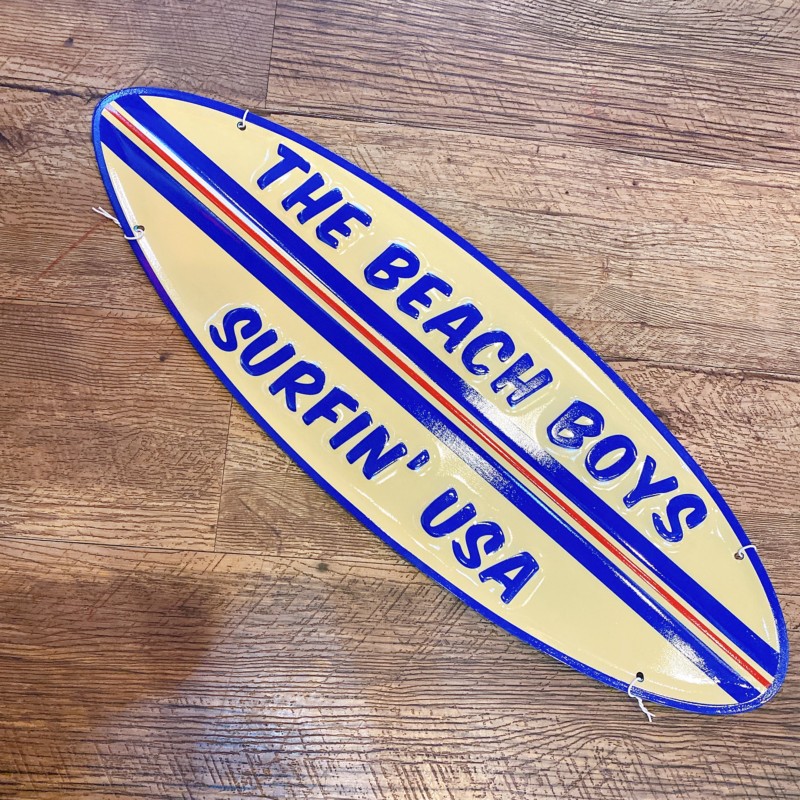 THE BEACH BOYS
SURFIN' USA